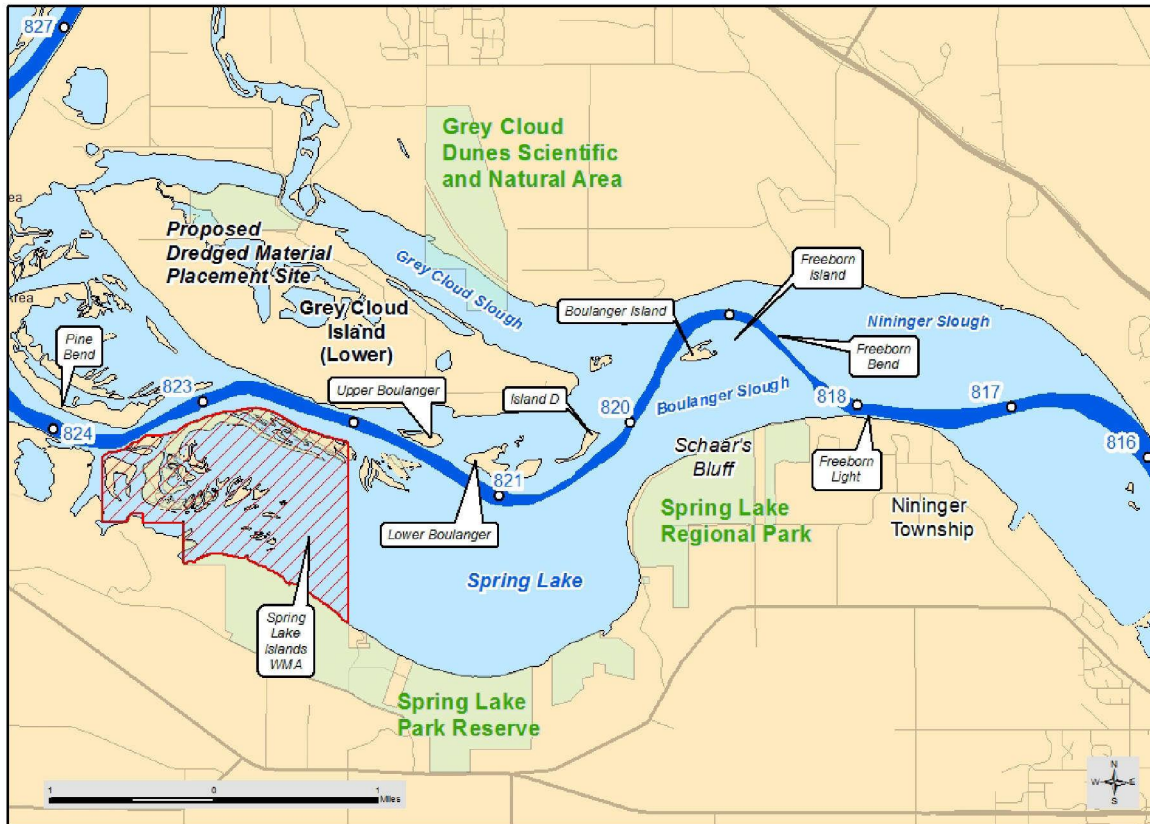 827
Grey Cloud
Dunes Scientific
and Natural Area
ea
Proposed
Dredged Material
Placement Site
Grey Cloud Slough
Freeborn
Island
Area
Grey Cloud
Island
(Lower)
Boulanger Island
Nininger Slough
Pine
Bend
Freeborn
Bend
823
Upper Boulanger
Island D
820
Boulanger Slough
818
817
824
Schaar's
Bluff
816
821
Freeborn
Light
Lower Boulanger
Spring Lake
Regional Park
Nininger
Township
Spring Lake
Spring
Lake
Islands
WMA
Spring Lake
Park Reserve
1
0
1
Miles
N
W
E
S